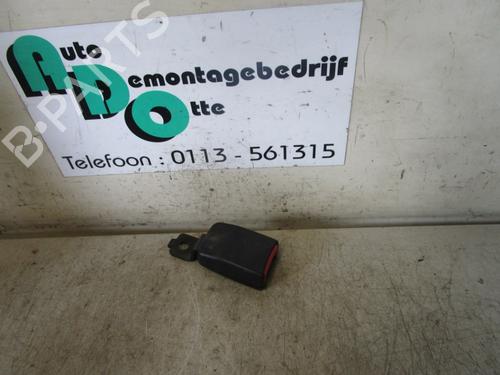 Auto
Demontagebedrijf
Otte
Telefoon : 0113 - 561315
B-PARTS